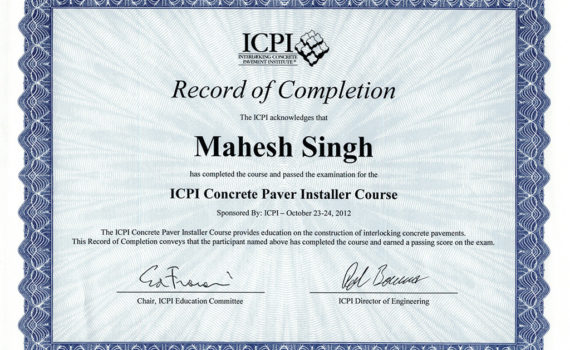 ICPI
INTERLOCKING CONCRETE
PAVEMENT INSTITUTE®
Record of Completion
The ICPI acknowledges that
Mahesh Singh
has completed the course and passed the examination for the
ICPI Concrete Paver Installer Course
Sponsored By: ICPI – October 23-24, 2012
The ICPI Concrete Paver Installer Course provides education on the construction of interlocking concrete pavements.
This Record of Completion conveys that the participant named above has completed the course and earned a passing score on the exam.
Chair, ICPI Education Committee
ICPI Director of Engineering